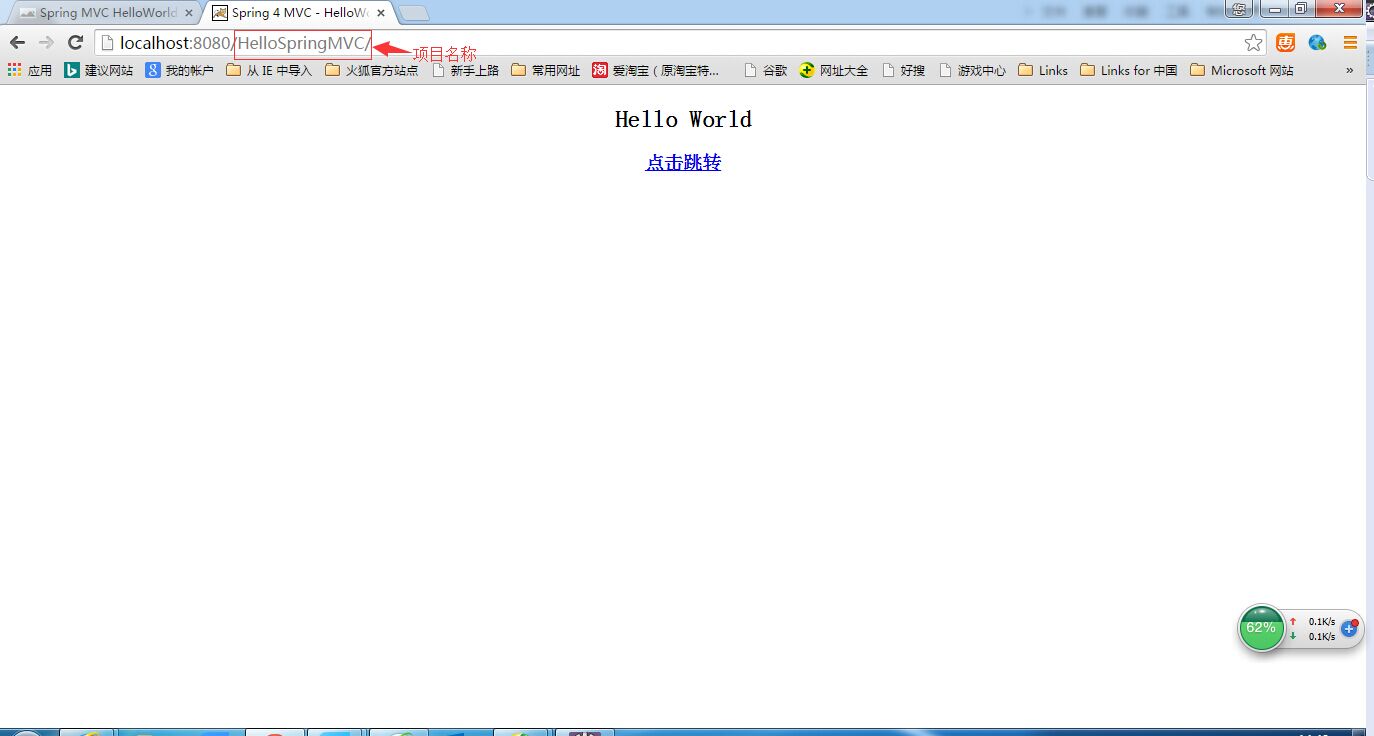 Spring MVC HelloWorld
Spring 4 MVC - HelloWo
您
localhost:8080/HelloSpringMVC/
项目名称
应用 建议网站 我的帐户 从 IE 中导入 火狐官方站点 新手上路 常用网址 爱淘宝（原淘宝特... 谷歌 网址大全 好搜 游戏中心 Links Links for 中国 Microsoft 网站 »
Hello World
点击跳转
62%
0.1K/s
0.1K/s